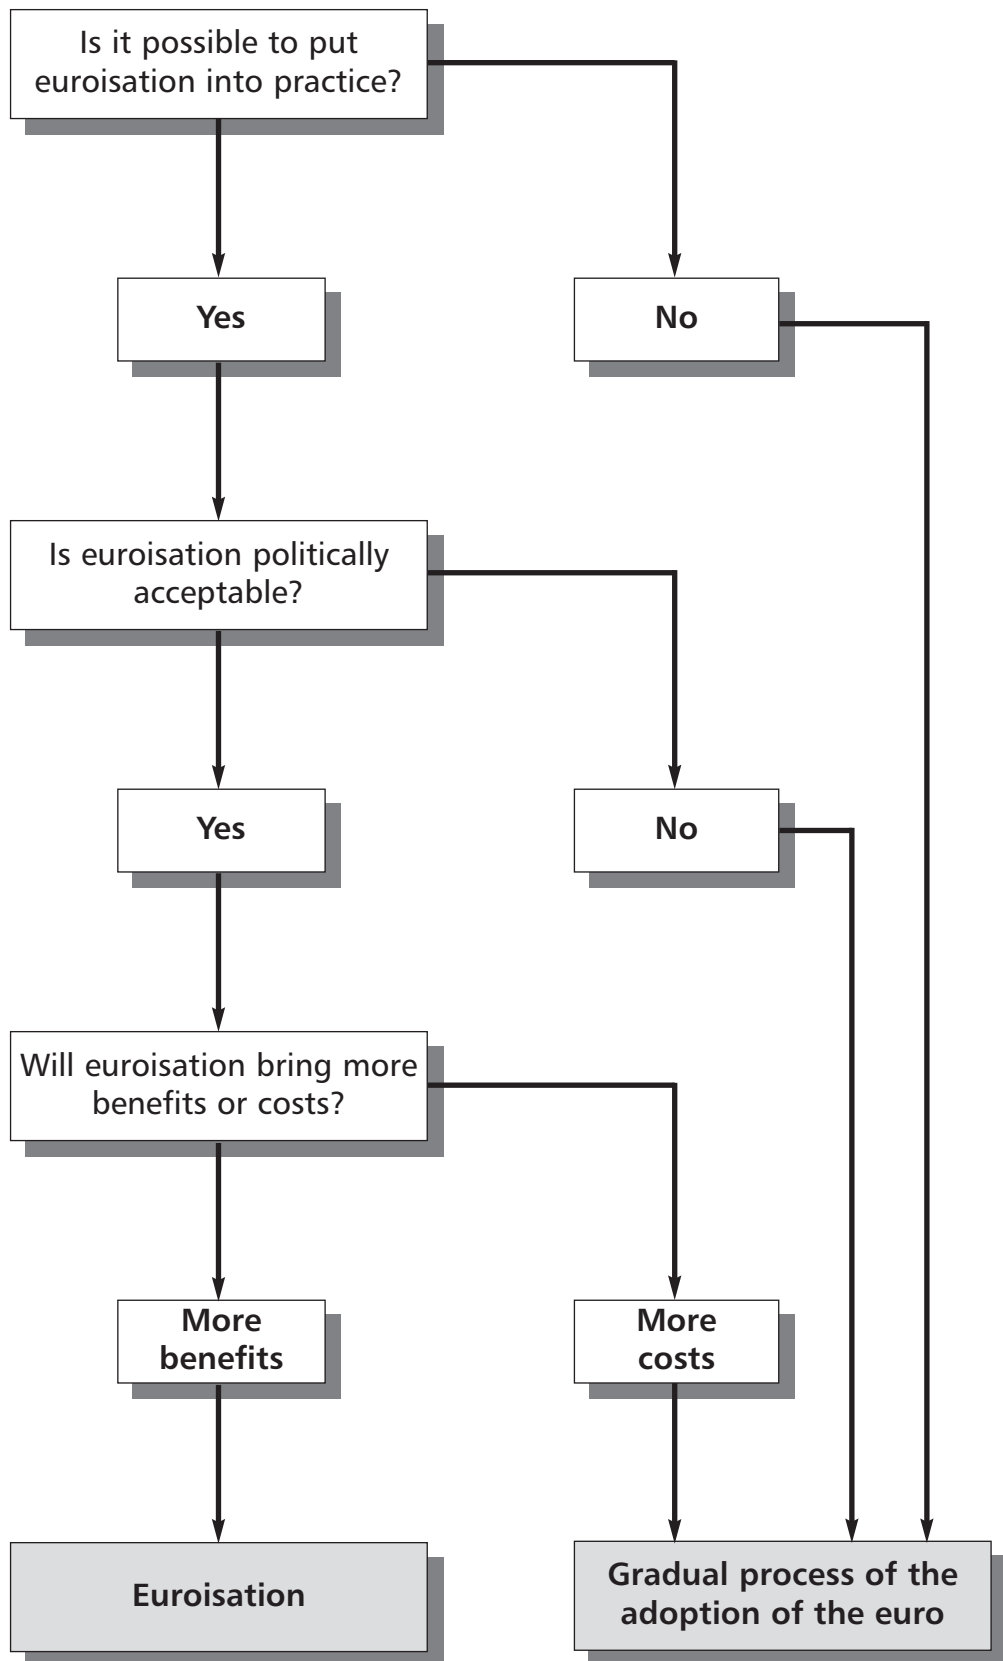 Is it possible to put
euroisation into practice?
Yes
No
Is euroisation politically
acceptable?
Yes
No
Will euroisation bring more
benefits or costs?
More
benefits
More
costs
Euroisation
Gradual process of the
adoption of the euro